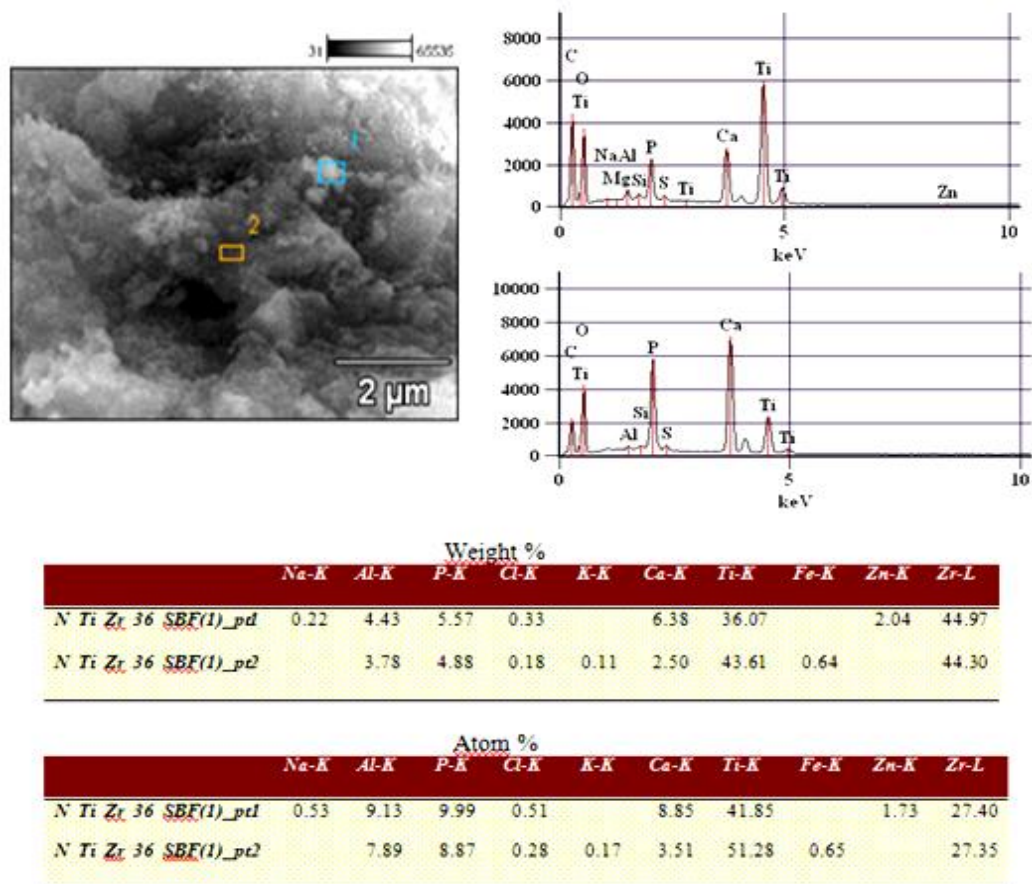 31 65535
1
2
2 µm
8000
6000
4000
2000
0
C
O
Ti
Na Al
Mg Si
P
S
Ti
Ca
Ti
Ti
Zn
0 5 10
keV
10000
8000
6000
4000
2000
0
O
C
Ti
Al
Si
P
S
Ca
Ti
Ti
0 5 10
keV
Weight %
Na-K Al-K P-K Cl-K K-K Ca-K Ti-K Fe-K Zn-K Zr-L
N Ti Zr 36 SBF(1)_pt1 0.22 4.43 5.57 0.33 6.38 36.07 2.04 44.97
N Ti Zr 36 SBF(1)_pt2 3.78 4.88 0.18 0.11 2.50 43.61 0.64 44.30
Atom %
Na-K Al-K P-K Cl-K K-K Ca-K Ti-K Fe-K Zn-K Zr-L
N Ti Zr 36 SBF(1)_pt1 0.53 9.13 9.99 0.51 8.85 41.85 1.73 27.40
N Ti Zr 36 SBF(1)_pt2 7.89 8.87 0.28 0.17 3.51 51.28 0.65 27.35